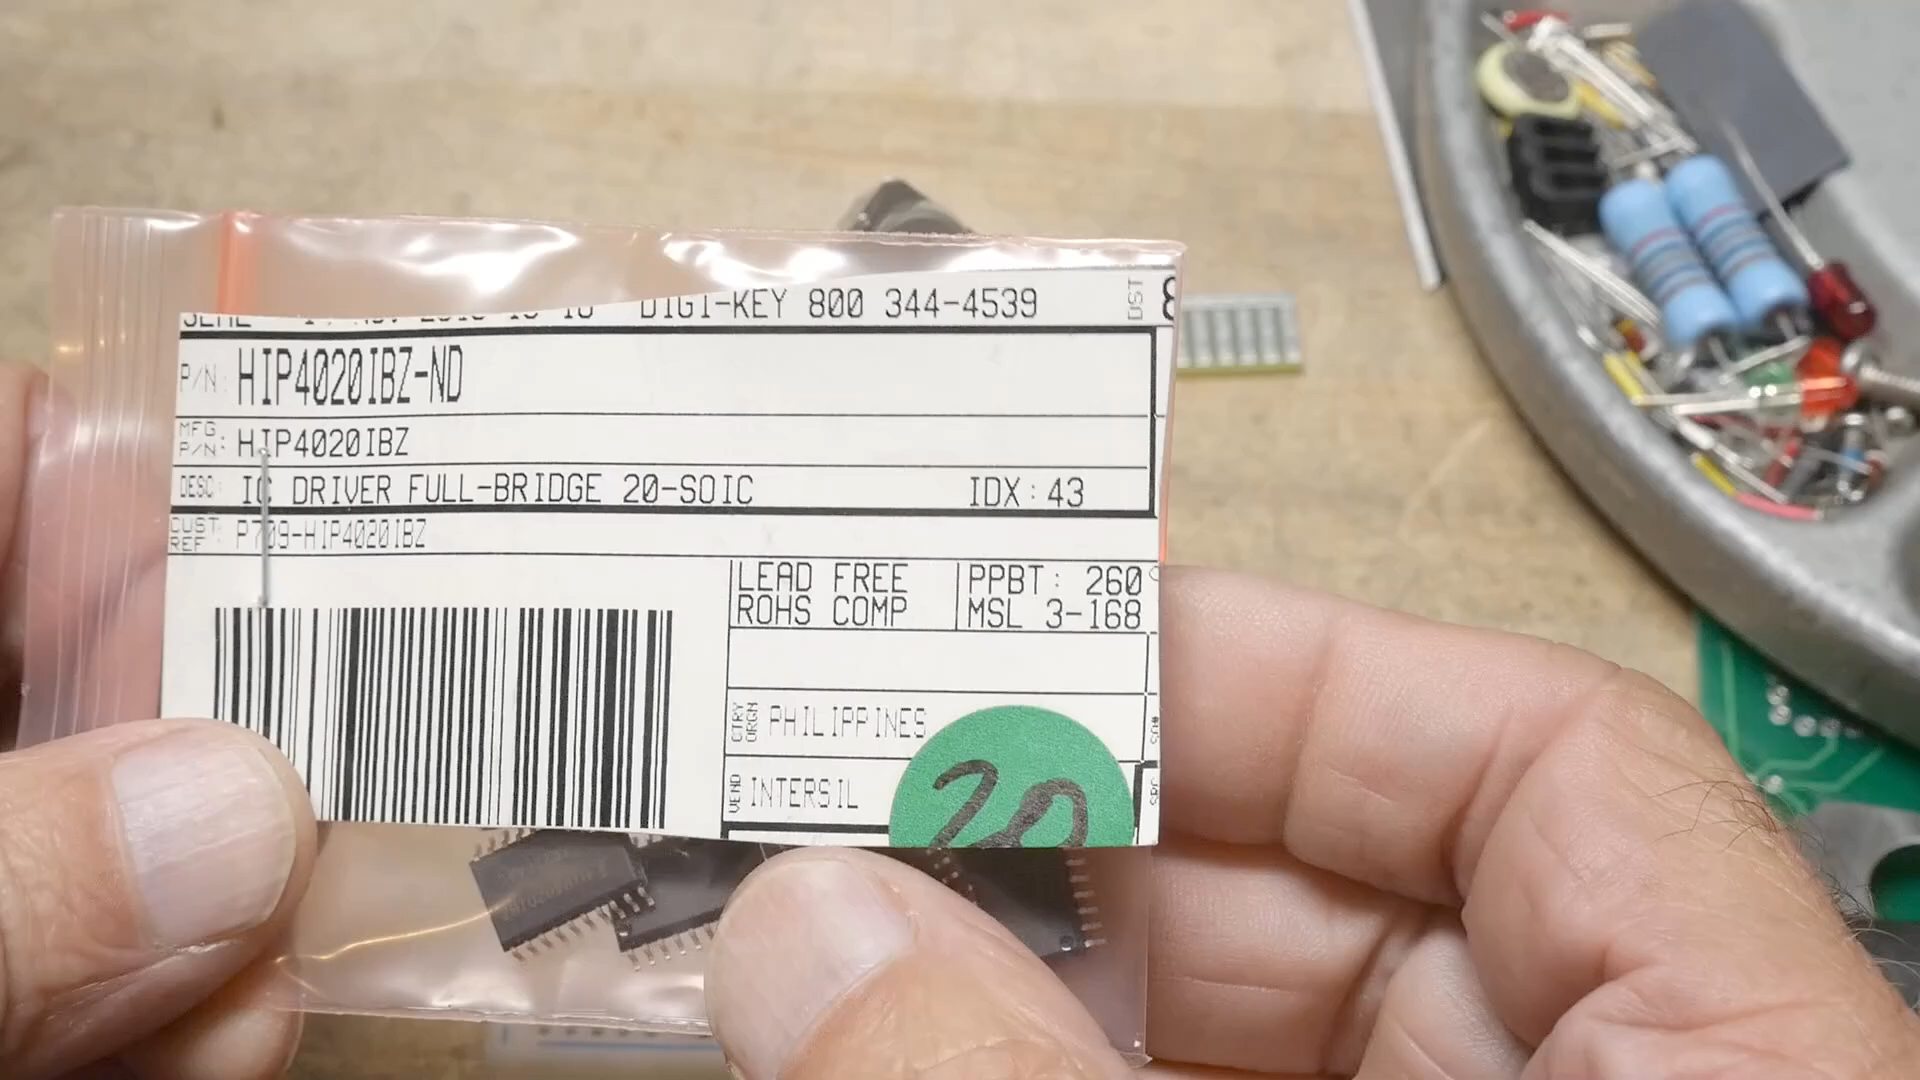 DIGI-KEY 800 344-4539
DST
8
P/N: HIP4020IBZ-ND
MFG P/N: HIP4020IBZ
DESC: IC DRIVER FULL-BRIDGE 20-SOIC IDX: 43
CUST REF: P709-HIP4020IBZ
LEAD FREE
ROHS COMP
PPBT: 260
MSL 3-168
CTRY ORGN PHILIPPINES
VEND INTERSIL
20